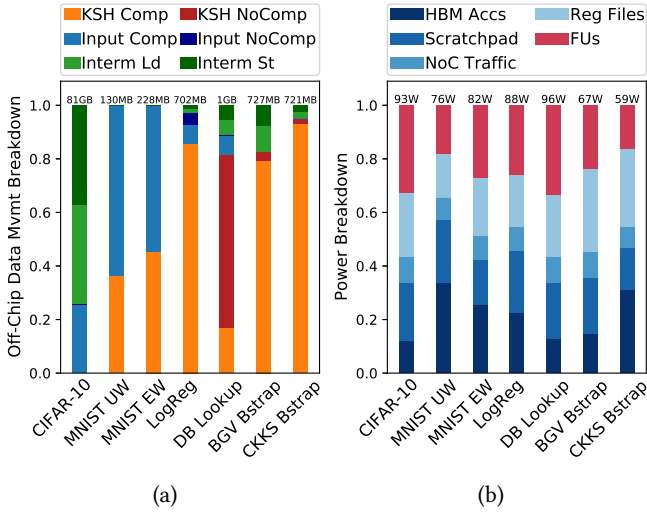 KSH Comp KSH NoComp
Input Comp Input NoComp
Interm Ld Interm St
Off-Chip Data Mvmt Breakdown
1.0
0.8
0.6
0.4
0.2
0.0
81GB 130MB 228MB 702MB 1GB 727MB 721MB
CIFAR-10
MNIST UW
MNIST EW
LogReg
DB Lookup
BGV Bstrap
CKKS Bstrap
(a)
HBM Accs Reg Files
Scratchpad FUs
NoC Traffic
Power Breakdown
1.0
0.8
0.6
0.4
0.2
0.0
93W 76W 82W 88W 96W 67W 59W
CIFAR-10
MNIST UW
MNIST EW
LogReg
DB Lookup
BGV Bstrap
CKKS Bstrap
(b)